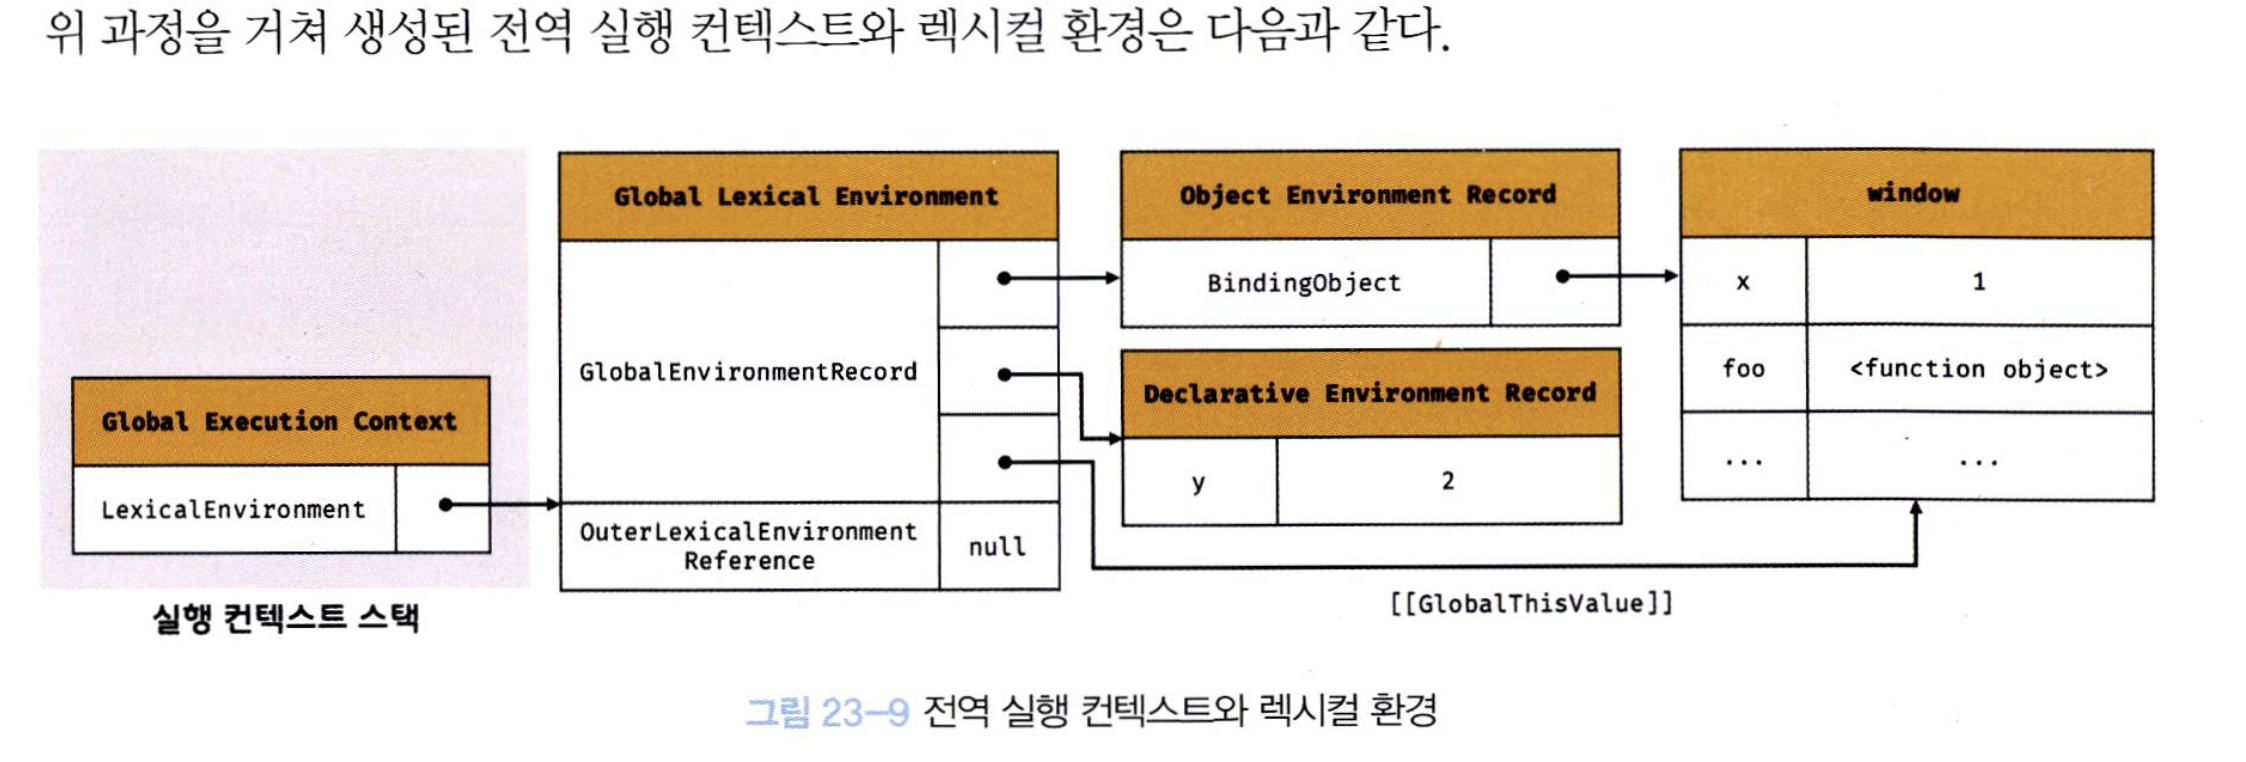 위 과정을 거쳐 생성된 전역 실행 컨텍스트와 렉시컬 환경은 다음과 같다.
Global Execution Context
LexicalEnvironment
실행 컨텍스트 스택
Global Lexical Environment
GlobalEnvironmentRecord
OuterLexicalEnvironment
Reference
null
Object Environment Record
BindingObject
Declarative Environment Record
y 2
window
x 1
foo <function object>
... ...
[[GlobalThisValue]]
그림 23-9 전역 실행 컨텍스트와 렉시컬 환경